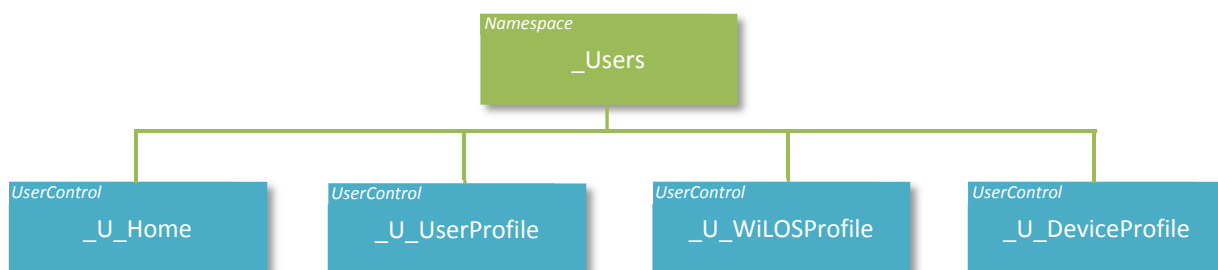 Namespace
_Users
UserControl
_U_Home
UserControl
_U_UserProfile
UserControl
_U_WiLOSProfile
UserControl
_U_DeviceProfile